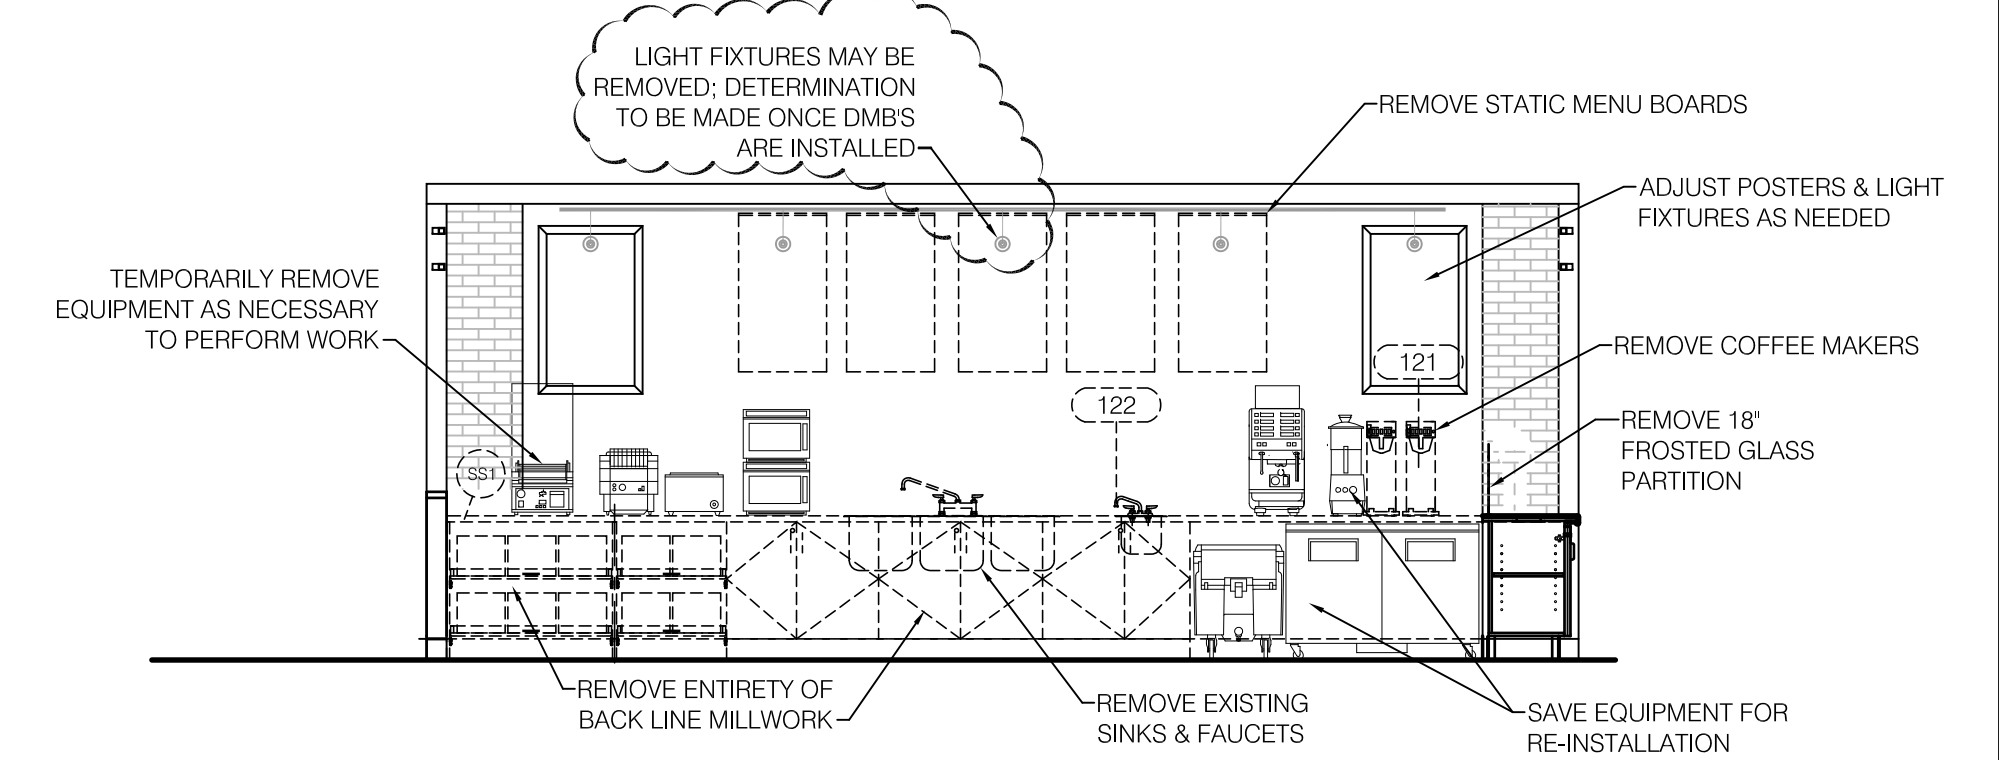 LIGHT FIXTURES MAY BE
REMOVED; DETERMINATION
TO BE MADE ONCE DMB'S
ARE INSTALLED
REMOVE STATIC MENU BOARDS
ADJUST POSTERS & LIGHT
FIXTURES AS NEEDED
TEMPORARILY REMOVE
EQUIPMENT AS NECESSARY
TO PERFORM WORK
121
REMOVE COFFEE MAKERS
122
REMOVE 18"
FROSTED GLASS
PARTITION
SS1
REMOVE ENTIRETY OF
BACK LINE MILLWORK
REMOVE EXISTING
SINKS & FAUCETS
SAVE EQUIPMENT FOR
RE-INSTALLATION